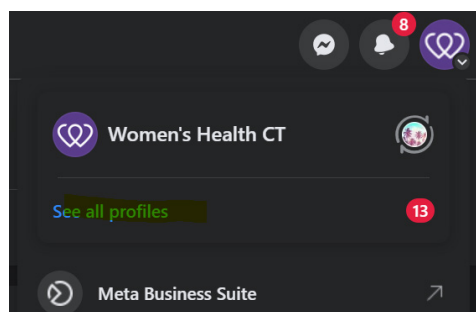 8
Women's Health CT
See all profiles
13
Meta Business Suite